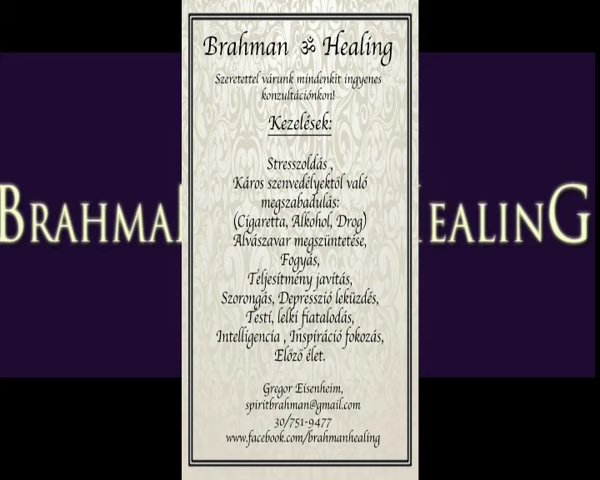 Brahman ॐ Healing
Szeretettel várunk mindenkit ingyenes
konzultációnkon!
Kezelések:
Stresszoldás ,
Káros szenvedélyektől való
megszabadulás:
(Cigaretta, Alkohol, Drog)
Alvászavar megszüntetése,
Fogyás,
Teljesítmény javítás,
Szorongás, Depresszió leküzdés,
Testi, lelki fiatalodás,
Intelligencia , Inspiráció fokozás,
Előző élet.
Gregor Eisenheim,
spiritbrahman@gmail.com
30/751-9477
www.facebook.com/brahmanhealing
BRAHMA
HEALING